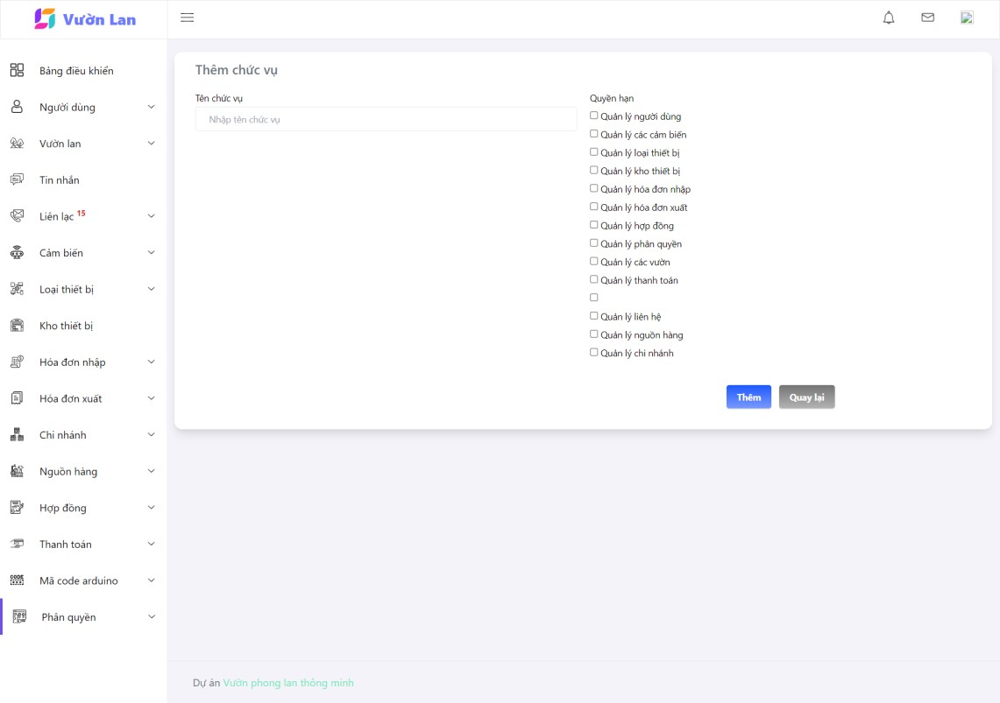 Vườn Lan
Bảng điều khiển
Người dùng
Vườn lan
Tin nhắn
Liên lạc 15
Cảm biến
Loại thiết bị
Kho thiết bị
Hóa đơn nhập
Hóa đơn xuất
Chi nhánh
Nguồn hàng
Hợp đồng
Thanh toán
Mã code arduino
Phân quyền
Thêm chức vụ
Tên chức vụ
Nhập tên chức vụ
Quyền hạn
Quản lý người dùng
Quản lý các cảm biến
Quản lý loại thiết bị
Quản lý kho thiết bị
Quản lý hóa đơn nhập
Quản lý hóa đơn xuất
Quản lý hợp đồng
Quản lý phân quyền
Quản lý các vườn
Quản lý thanh toán
Quản lý liên hệ
Quản lý nguồn hàng
Quản lý chi nhánh
Thêm
Quay lại
Dự án Vườn phong lan thông minh